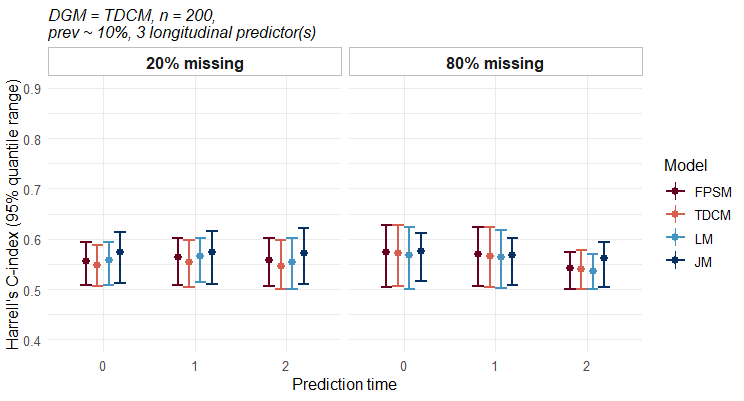 DGM = TDCM, n = 200,
prev ~ 10%, 3 longitudinal predictor(s)
20% missing
80% missing
Harrell's C-index (95% quantile range)
0.9
0.8
0.7
0.6
0.5
0.4
0
1
2
0
1
2
Prediction time
Model
FPSM
TDCM
LM
JM